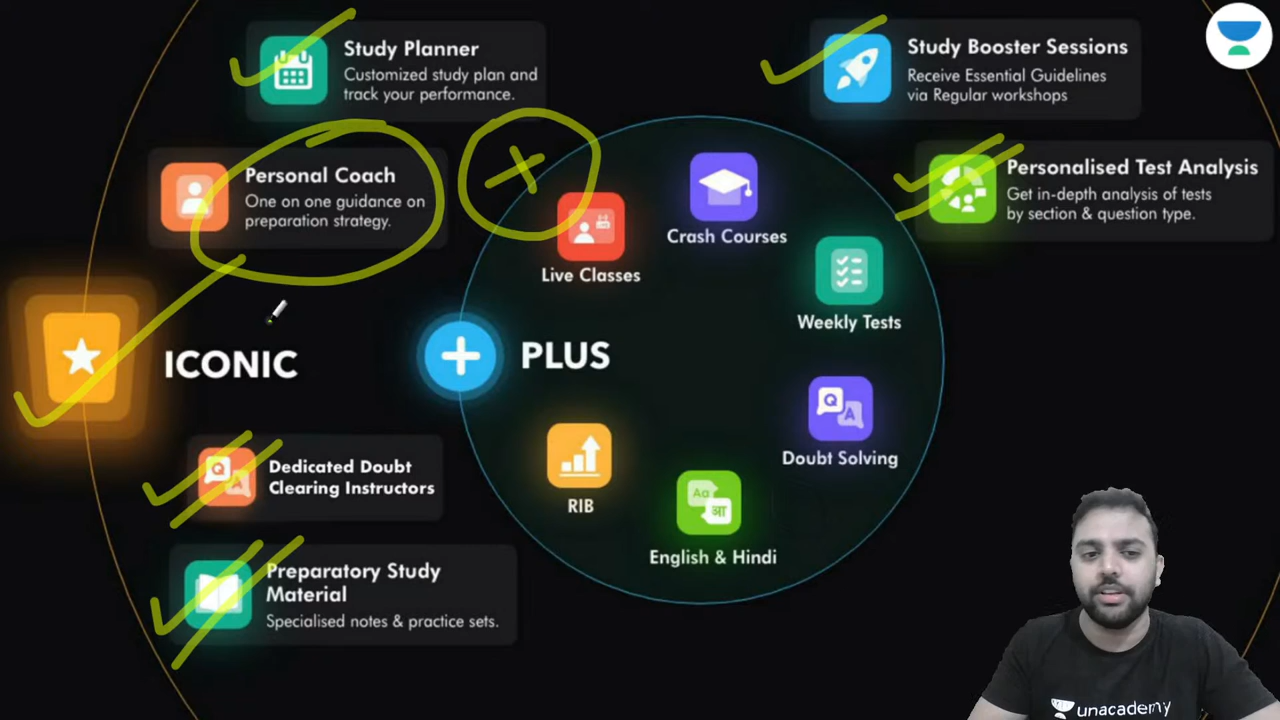 Study Planner
Customized study plan and
track your performance.
Study Booster Sessions
Receive Essential Guidelines
via Regular workshops
Personal Coach
One on one guidance on
preparation strategy.
Personalised Test Analysis
Get in-depth analysis of tests
by section & question type.
Live Classes
Crash Courses
Weekly Tests
ICONIC
PLUS
Q A
Doubt Solving
Q A
Dedicated Doubt
Clearing Instructors
RIB
Aa
आ
English & Hindi
Preparatory Study
Material
Specialised notes & practice sets.
unacademy